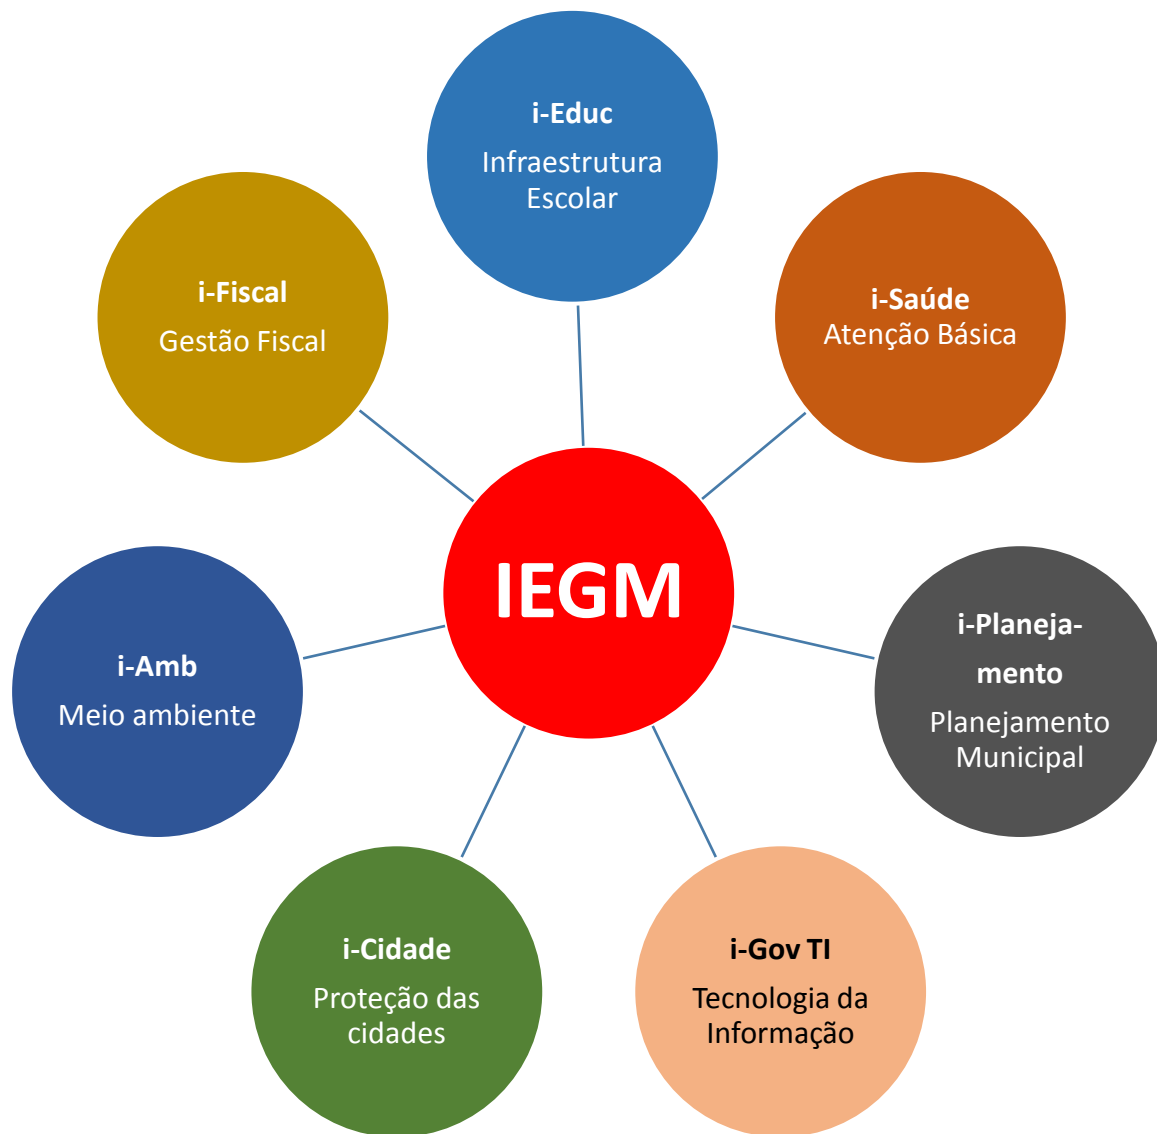 i-Educ
Infraestrutura
Escolar
i-Fiscal
Gestão Fiscal
i-Saúde
Atenção Básica
IEGM
i-Amb
Meio ambiente
i-Planeja-
mento
Planejamento
Municipal
i-Cidade
Proteção das
cidades
i-Gov TI
Tecnologia da
Informação